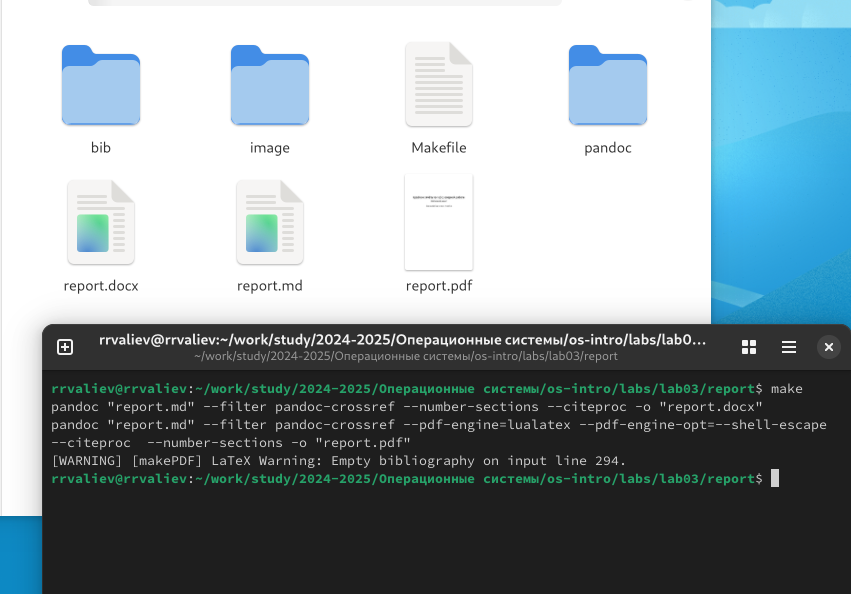 bib
image
Makefile
pandoc
report.docx
report.md
report.pdf
rrvaliev@rrvaliev:~/work/study/2024-2025/Операционные системы/os-intro/labs/lab0...
~/work/study/2024-2025/Операционные системы/os-intro/labs/lab03/report
rrvaliev@rrvaliev:~/work/study/2024-2025/Операционные системы/os-intro/labs/lab03/report$ make
pandoc "report.md" --filter pandoc-crossref --number-sections --citeproc -o "report.docx"
pandoc "report.md" --filter pandoc-crossref --pdf-engine=lualatex --pdf-engine-opt=--shell-escape
--citeproc  --number-sections -o "report.pdf"
[WARNING] [makePDF] LaTeX Warning: Empty bibliography on input line 294.
rrvaliev@rrvaliev:~/work/study/2024-2025/Операционные системы/os-intro/labs/lab03/report$